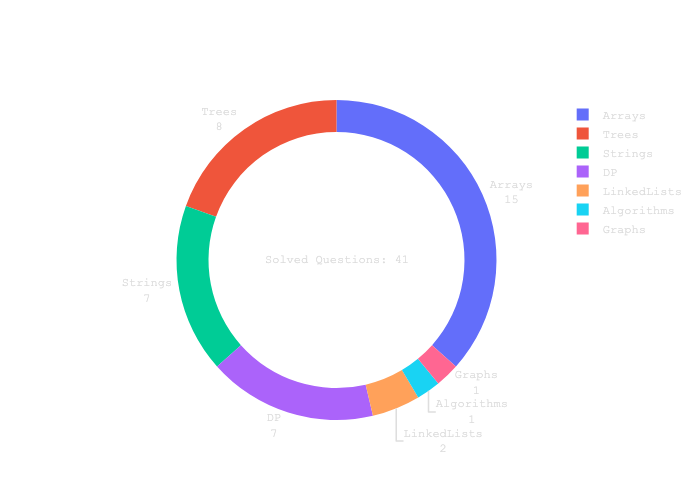 Trees
8
Arrays
15
Strings
7
Solved Questions: 41
Graphs
1
Algorithms
1
DP
7
LinkedLists
2
Arrays
Trees
Strings
DP
LinkedLists
Algorithms
Graphs